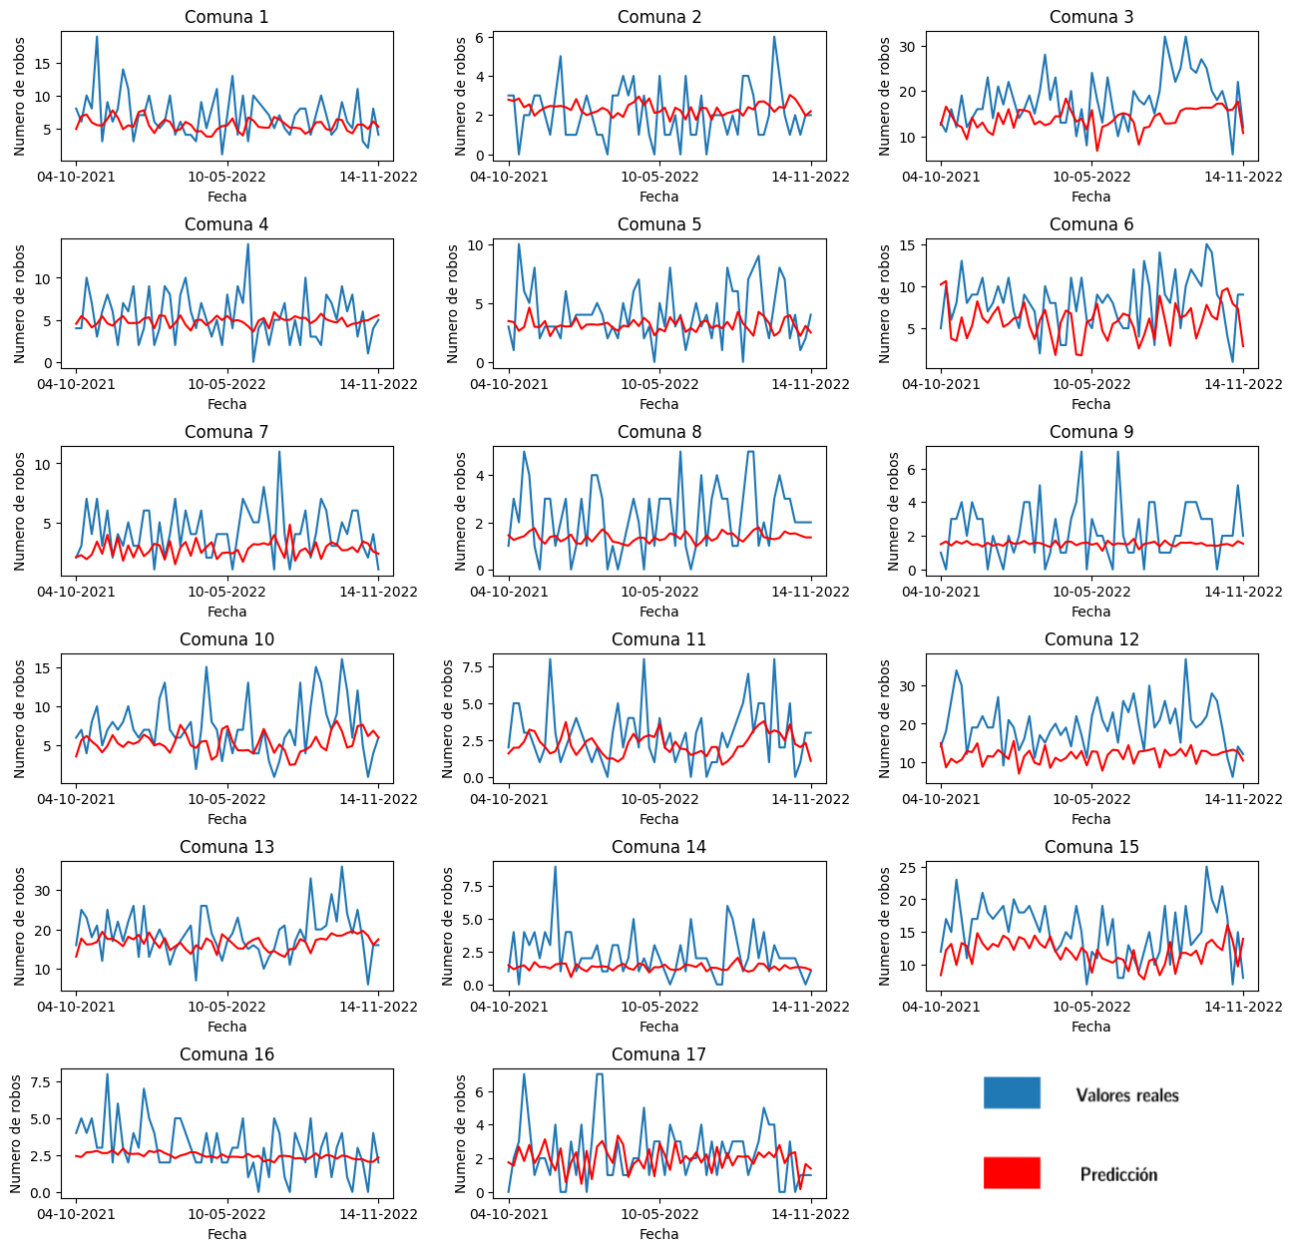 Comuna 1
Numero de robos
15
10
5
04-10-2021 10-05-2022 14-11-2022
Fecha
Comuna 2
Numero de robos
6
4
2
0
04-10-2021 10-05-2022 14-11-2022
Fecha
Comuna 3
Numero de robos
30
20
10
04-10-2021 10-05-2022 14-11-2022
Fecha
Comuna 4
Numero de robos
10
5
0
04-10-2021 10-05-2022 14-11-2022
Fecha
Comuna 5
Numero de robos
10
5
0
04-10-2021 10-05-2022 14-11-2022
Fecha
Comuna 6
Numero de robos
15
10
5
04-10-2021 10-05-2022 14-11-2022
Fecha
Comuna 7
Numero de robos
10
5
04-10-2021 10-05-2022 14-11-2022
Fecha
Comuna 8
Numero de robos
4
2
0
04-10-2021 10-05-2022 14-11-2022
Fecha
Comuna 9
Numero de robos
6
4
2
0
04-10-2021 10-05-2022 14-11-2022
Fecha
Comuna 10
Numero de robos
15
10
5
04-10-2021 10-05-2022 14-11-2022
Fecha
Comuna 11
Numero de robos
7.5
5.0
2.5
0.0
04-10-2021 10-05-2022 14-11-2022
Fecha
Comuna 12
Numero de robos
30
20
10
04-10-2021 10-05-2022 14-11-2022
Fecha
Comuna 13
Numero de robos
30
20
10
04-10-2021 10-05-2022 14-11-2022
Fecha
Comuna 14
Numero de robos
7.5
5.0
2.5
0.0
04-10-2021 10-05-2022 14-11-2022
Fecha
Comuna 15
Numero de robos
25
20
15
10
04-10-2021 10-05-2022 14-11-2022
Fecha
Comuna 16
Numero de robos
7.5
5.0
2.5
0.0
04-10-2021 10-05-2022 14-11-2022
Fecha
Comuna 17
Numero de robos
6
4
2
0
04-10-2021 10-05-2022 14-11-2022
Fecha
Valores reales
Predicción